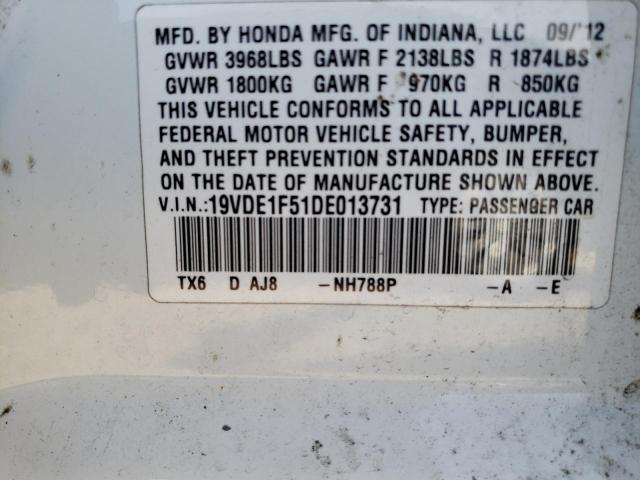 MFD. BY HONDA MFG. OF INDIANA, LLC 09/'12
GVWR 3968LBS GAWR F 2138LBS R 1874LBS
GVWR 1800KG GAWR F 970KG R 850KG
THIS VEHICLE CONFORMS TO ALL APPLICABLE
FEDERAL MOTOR VEHICLE SAFETY, BUMPER,
AND THEFT PREVENTION STANDARDS IN EFFECT
ON THE DATE OF MANUFACTURE SHOWN ABOVE.
V.I.N.:19VDE1F51DE013731 TYPE: PASSENGER CAR
TX6 D AJ8 -NH788P -A -E